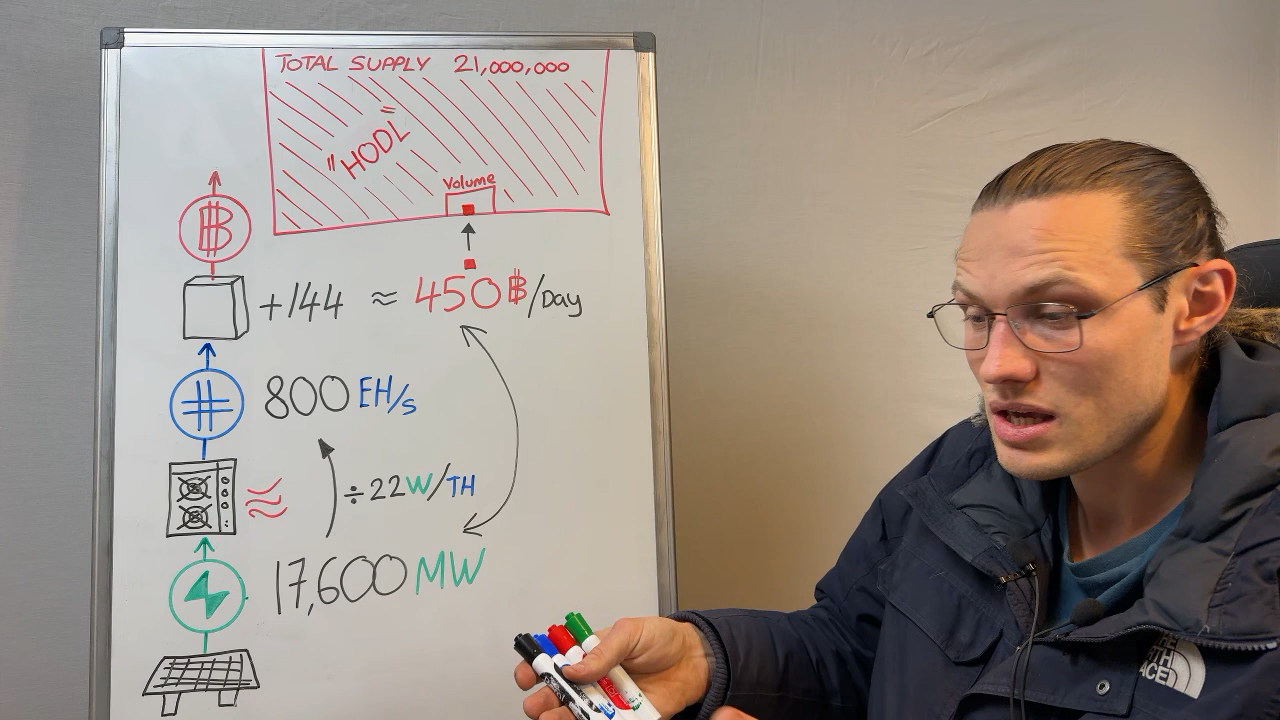 TOTAL SUPPLY 21,000,000
"HODL"
Volume
₿
+144 ≈ 450 ₿/Day
# 800 EH/s
÷22W/TH
17,600 MW
THE
FACE